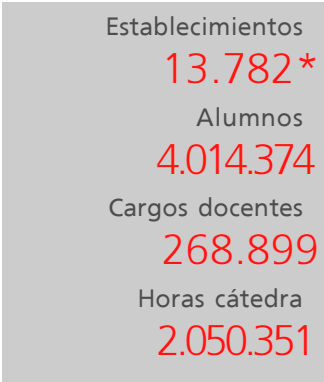 Establecimientos
13.782*
Alumnos
4.014.374
Cargos docentes
268.899
Horas cátedra
2.050.351